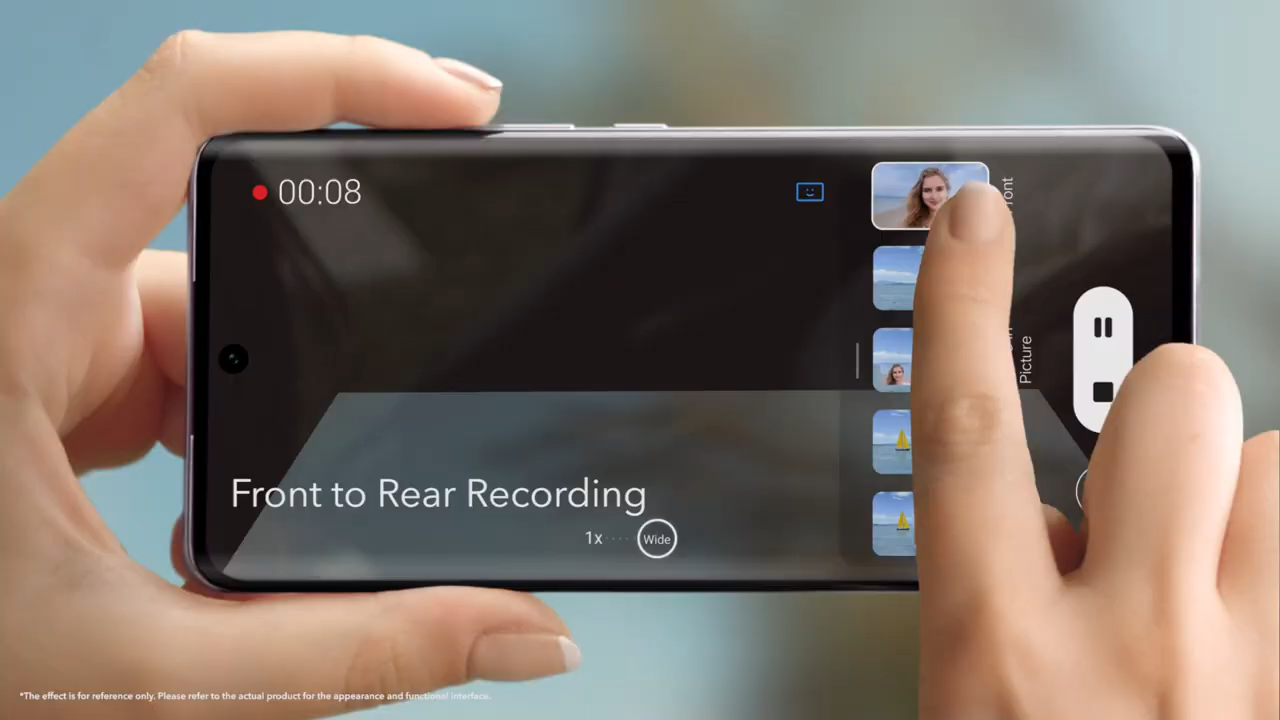 00:08
Front
Picture
Front to Rear Recording
1x
Wide
*The effect is for reference only. Please refer to the actual product for the appearance and functional interface.